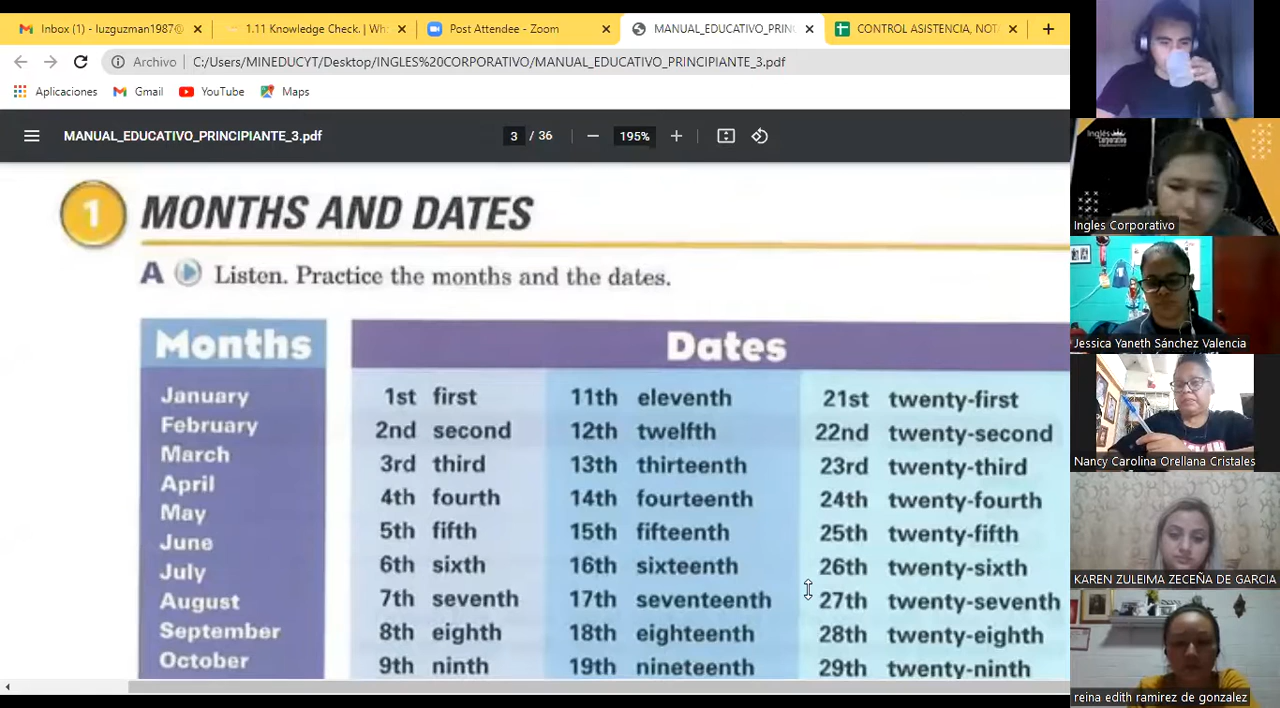 Inbox (1) - luzguzman1987@
1.11 Knowledge Check. | Wh
Post Attendee - Zoom
MANUAL_EDUCATIVO_PRIN
CONTROL ASISTENCIA, NOT
Archivo | C:/Users/MINEDUCYT/Desktop/INGLES%20CORPORATIVO/MANUAL_EDUCATIVO_PRINCIPIANTE_3.pdf
Aplicaciones Gmail YouTube Maps
MANUAL_EDUCATIVO_PRINCIPIANTE_3.pdf 3 / 36 195%
1 MONTHS AND DATES
A Listen. Practice the months and the dates.
Months
January
February
March
April
May
June
July
August
September
October
Dates
1st first
2nd second
3rd third
4th fourth
5th fifth
6th sixth
7th seventh
8th eighth
9th ninth
11th eleventh
12th twelfth
13th thirteenth
14th fourteenth
15th fifteenth
16th sixteenth
17th seventeenth
18th eighteenth
19th nineteenth
21st twenty-first
22nd twenty-second
23rd twenty-third
24th twenty-fourth
25th twenty-fifth
26th twenty-sixth
27th twenty-seventh
28th twenty-eighth
29th twenty-ninth
Inglés
Corporativo
Ingles Corporativo
Jessica Yaneth Sánchez Valencia
Nancy Carolina Orellana Cristales
KAREN ZULEIMA ZECEÑA DE GARCIA
reina edith ramirez de gonzalez